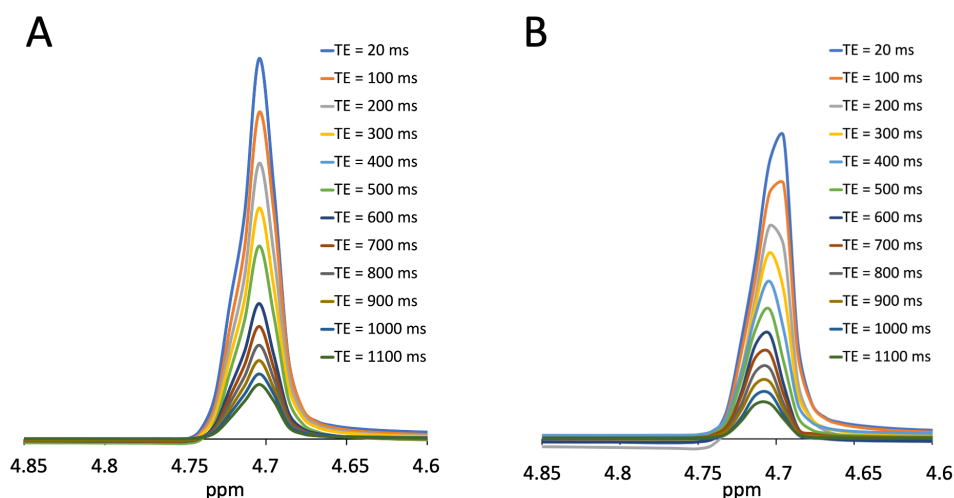 A
TE = 20 ms
TE = 100 ms
TE = 200 ms
TE = 300 ms
TE = 400 ms
TE = 500 ms
TE = 600 ms
TE = 700 ms
TE = 800 ms
TE = 900 ms
TE = 1000 ms
TE = 1100 ms
4.85 4.8 4.75 4.7 4.65 4.6
ppm
B
TE = 20 ms
TE = 100 ms
TE = 200 ms
TE = 300 ms
TE = 400 ms
TE = 500 ms
TE = 600 ms
TE = 700 ms
TE = 800 ms
TE = 900 ms
TE = 1000 ms
TE = 1100 ms
4.85 4.8 4.75 4.7 4.65 4.6
ppm